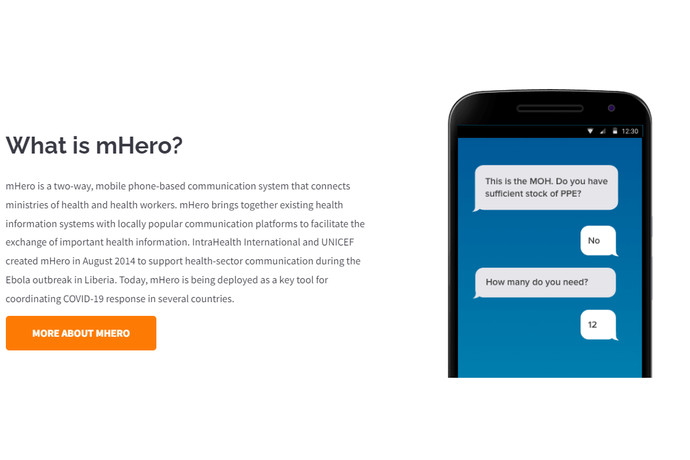 What is mHero?
mHero is a two-way, mobile phone-based communication system that connects
ministries of health and health workers. mHero brings together existing health
information systems with locally popular communication platforms to facilitate the
exchange of important health information. IntraHealth International and UNICEF
created mHero in August 2014 to support health-sector communication during the
Ebola outbreak in Liberia. Today, mHero is being deployed as a key tool for
coordinating COVID-19 response in several countries.
MORE ABOUT MHERO
12:30
This is the MOH. Do you have
sufficient stock of PPE?
No
How many do you need?
12